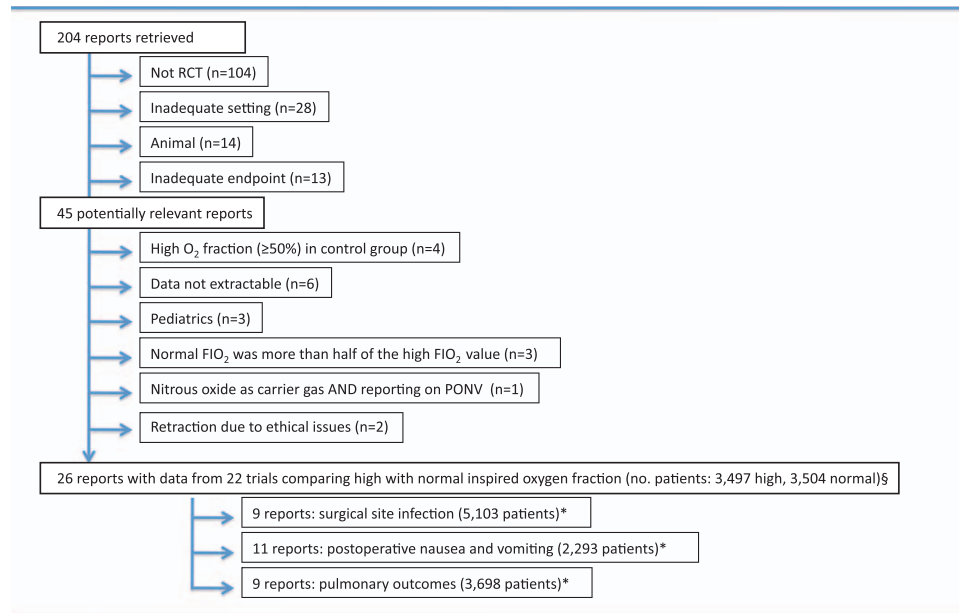 204 reports retrieved
Not RCT (n=104)
Inadequate setting (n=28)
Animal (n=14)
Inadequate endpoint (n=13)
45 potentially relevant reports
High O₂ fraction (≥50%) in control group (n=4)
Data not extractable (n=6)
Pediatrics (n=3)
Normal FIO₂ was more than half of the high FIO₂ value (n=3)
Nitrous oxide as carrier gas AND reporting on PONV (n=1)
Retraction due to ethical issues (n=2)
26 reports with data from 22 trials comparing high with normal inspired oxygen fraction (no. patients: 3,497 high, 3,504 normal)§
9 reports: surgical site infection (5,103 patients)*
11 reports: postoperative nausea and vomiting (2,293 patients)*
9 reports: pulmonary outcomes (3,698 patients)*